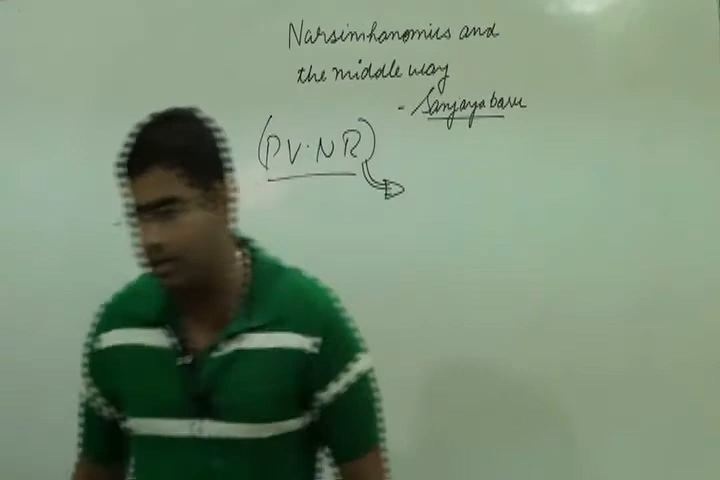 Narsimhanomics and
the middle way
- Sanjaya baru
(PV.NR)